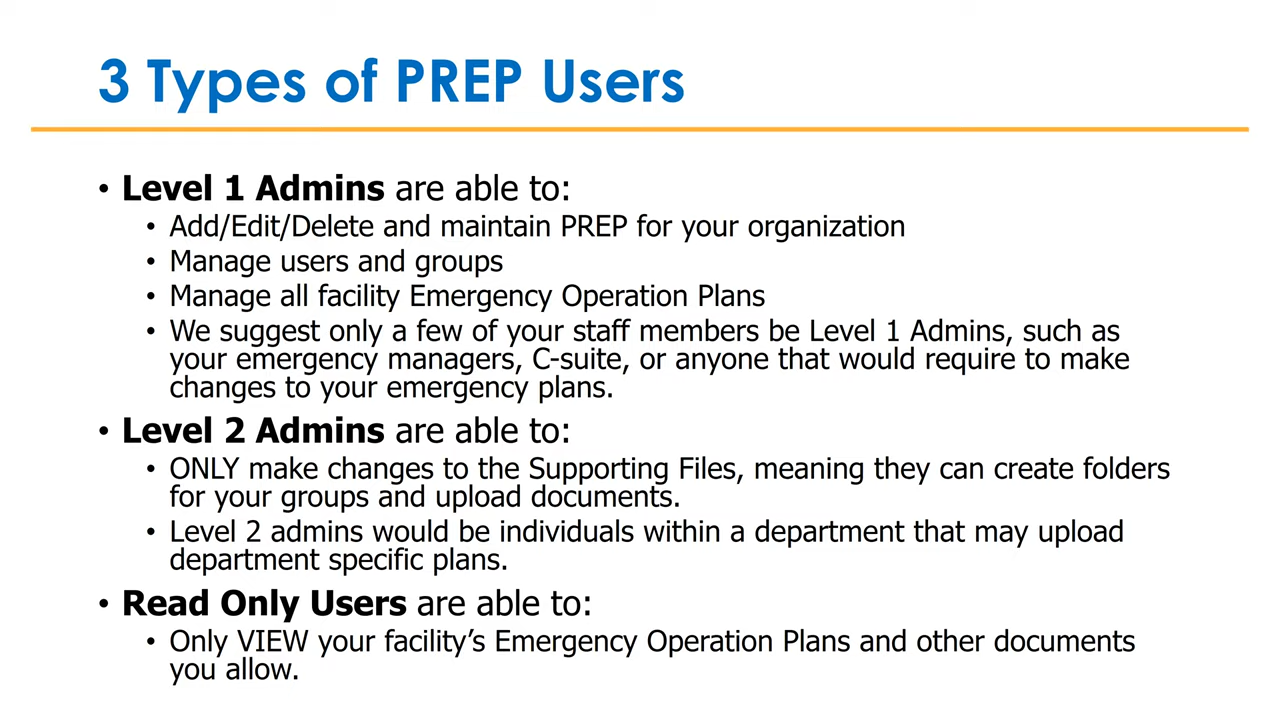 3 Types of PREP Users
• Level 1 Admins are able to:
• Add/Edit/Delete and maintain PREP for your organization
• Manage users and groups
• Manage all facility Emergency Operation Plans
• We suggest only a few of your staff members be Level 1 Admins, such as
your emergency managers, C-suite, or anyone that would require to make
changes to your emergency plans.
• Level 2 Admins are able to:
• ONLY make changes to the Supporting Files, meaning they can create folders
for your groups and upload documents.
• Level 2 admins would be individuals within a department that may upload
department specific plans.
• Read Only Users are able to:
• Only VIEW your facility’s Emergency Operation Plans and other documents
you allow.